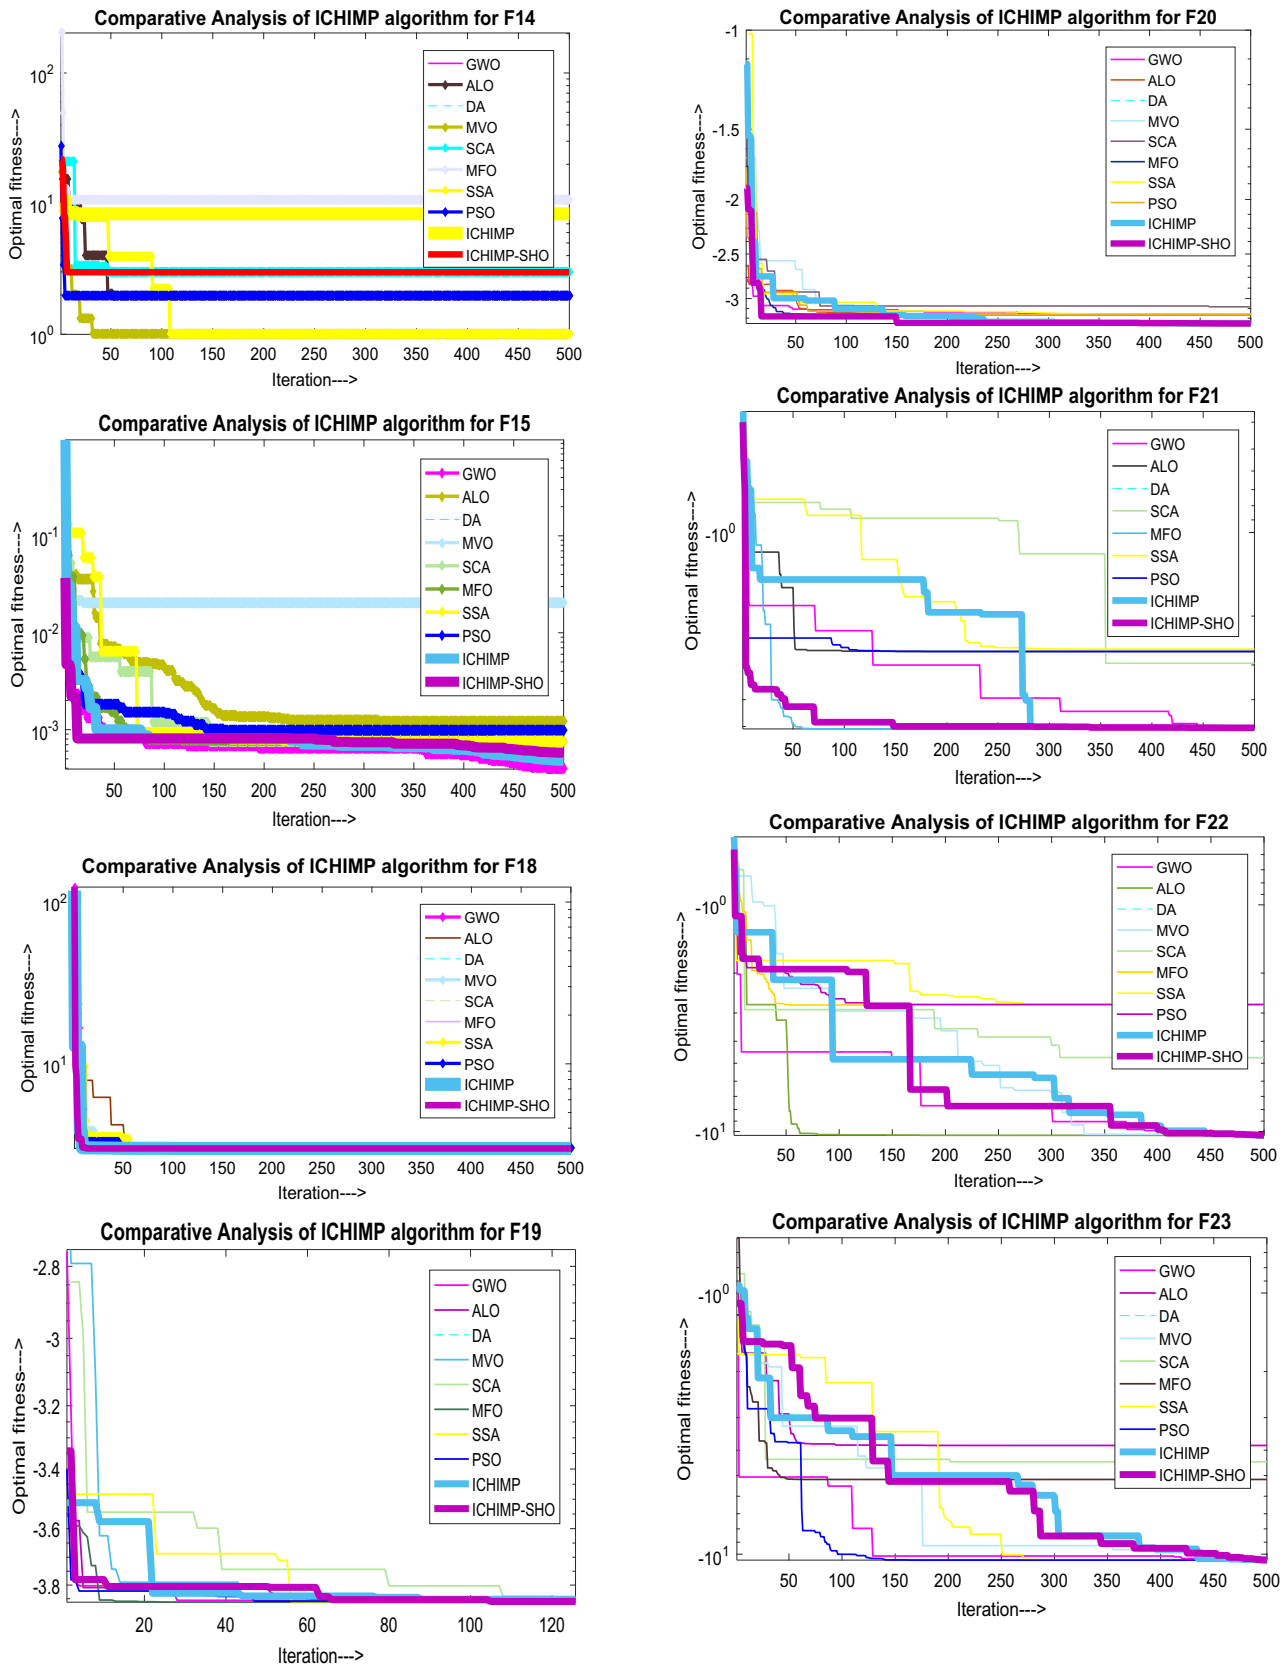 Comparative Analysis of ICHIMP algorithm for F14
Optimal fitness--->
10^2
10^1
10^0
GWO
ALO
DA
MVO
SCA
MFO
SSA
PSO
ICHIMP
ICHIMP-SHO
50 100 150 200 250 300 350 400 450 500
Iteration--->
Comparative Analysis of ICHIMP algorithm for F20
Optimal fitness--->
-1
-1.5
-2
-2.5
-3
GWO
ALO
DA
MVO
SCA
MFO
SSA
PSO
ICHIMP
ICHIMP-SHO
50 100 150 200 250 300 350 400 450 500
Iteration--->
Comparative Analysis of ICHIMP algorithm for F15
Optimal fitness--->
10^-1
10^-2
10^-3
GWO
ALO
DA
MVO
SCA
MFO
SSA
PSO
ICHIMP
ICHIMP-SHO
50 100 150 200 250 300 350 400 450 500
Iteration--->
Comparative Analysis of ICHIMP algorithm for F21
Optimal fitness--->
-10^0
GWO
ALO
DA
SCA
MFO
SSA
PSO
ICHIMP
ICHIMP-SHO
50 100 150 200 250 300 350 400 450 500
Iteration--->
Comparative Analysis of ICHIMP algorithm for F18
Optimal fitness--->
10^2
10^1
GWO
ALO
DA
MVO
SCA
MFO
SSA
PSO
ICHIMP
ICHIMP-SHO
50 100 150 200 250 300 350 400 450 500
Iteration--->
Comparative Analysis of ICHIMP algorithm for F22
Optimal fitness--->
-10^0
-10^1
GWO
ALO
DA
MVO
SCA
MFO
SSA
PSO
ICHIMP
ICHIMP-SHO
50 100 150 200 250 300 350 400 450 500
Iteration--->
Comparative Analysis of ICHIMP algorithm for F19
Optimal fitness--->
-2.8
-3
-3.2
-3.4
-3.6
-3.8
GWO
ALO
DA
MVO
SCA
MFO
SSA
PSO
ICHIMP
ICHIMP-SHO
20 40 60 80 100 120
Iteration--->
Comparative Analysis of ICHIMP algorithm for F23
Optimal fitness--->
-10^0
-10^1
GWO
ALO
DA
MVO
SCA
MFO
SSA
PSO
ICHIMP
ICHIMP-SHO
50 100 150 200 250 300 350 400 450 500
Iteration--->